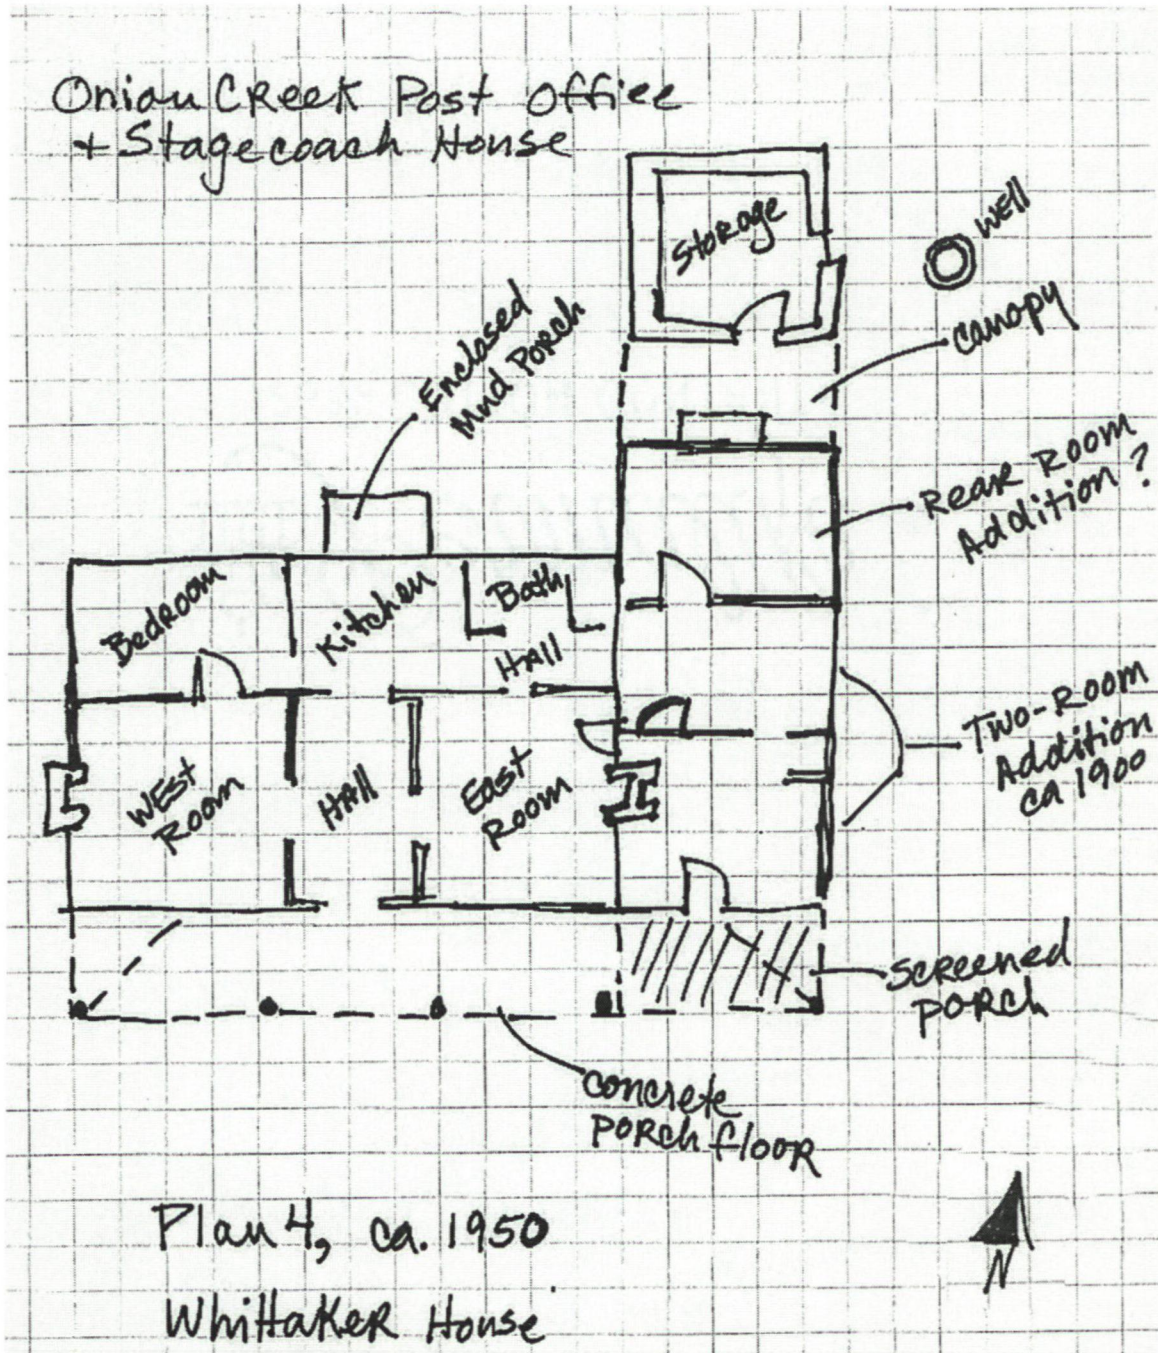 Onion Creek Post Office
+ Stagecoach House
Storage
Well
Canopy
Enclosed
Mud Porch
Rear Room
Addition ?
Bedroom
Kitchen
Bath
Hall
West
Room
Hall
East
Room
Two-Room
Addition
ca 1900
Screened
Porch
Concrete
Porch floor
Plan 4, ca. 1950
Whittaker House
N